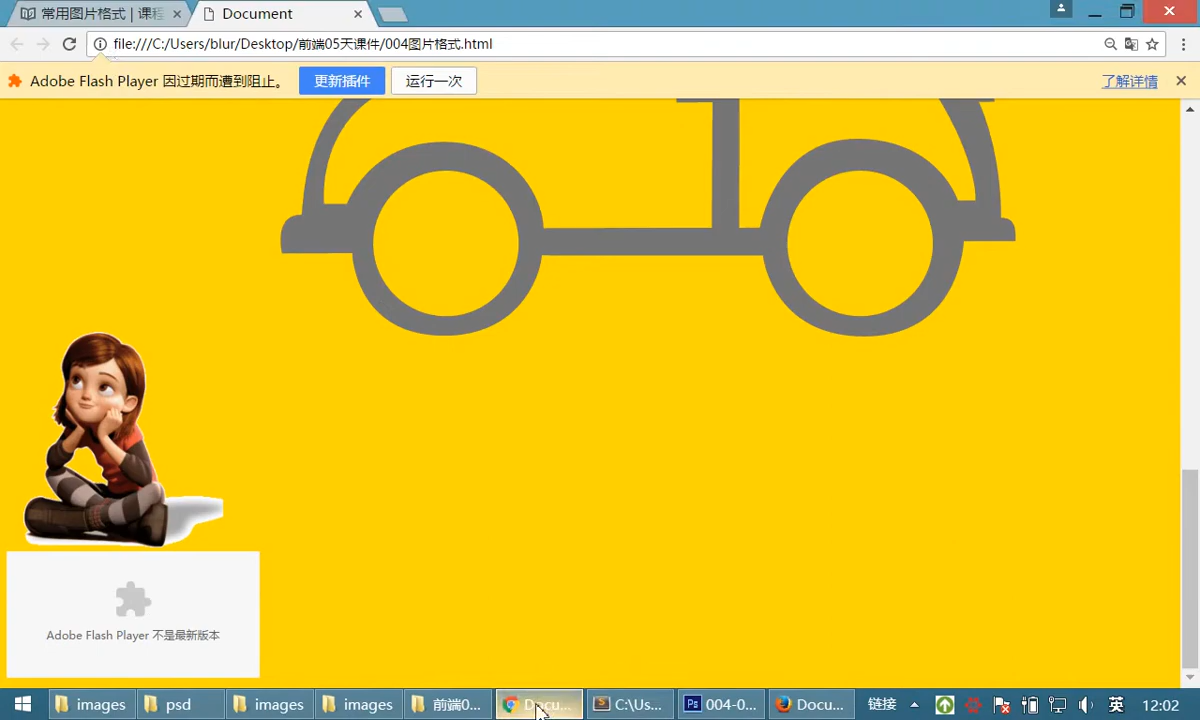 常用图片格式 | 课程
Document
file:///C:/Users/blur/Desktop/前端05天课件/004图片格式.html
Adobe Flash Player 因过期而遭到阻止。
更新插件
运行一次
了解详情
Adobe Flash Player 不是最新版本
images
psd
images
images
前端0...
Docu...
C:\Us...
Ps
004-0...
Docu...
链接
英
12:02